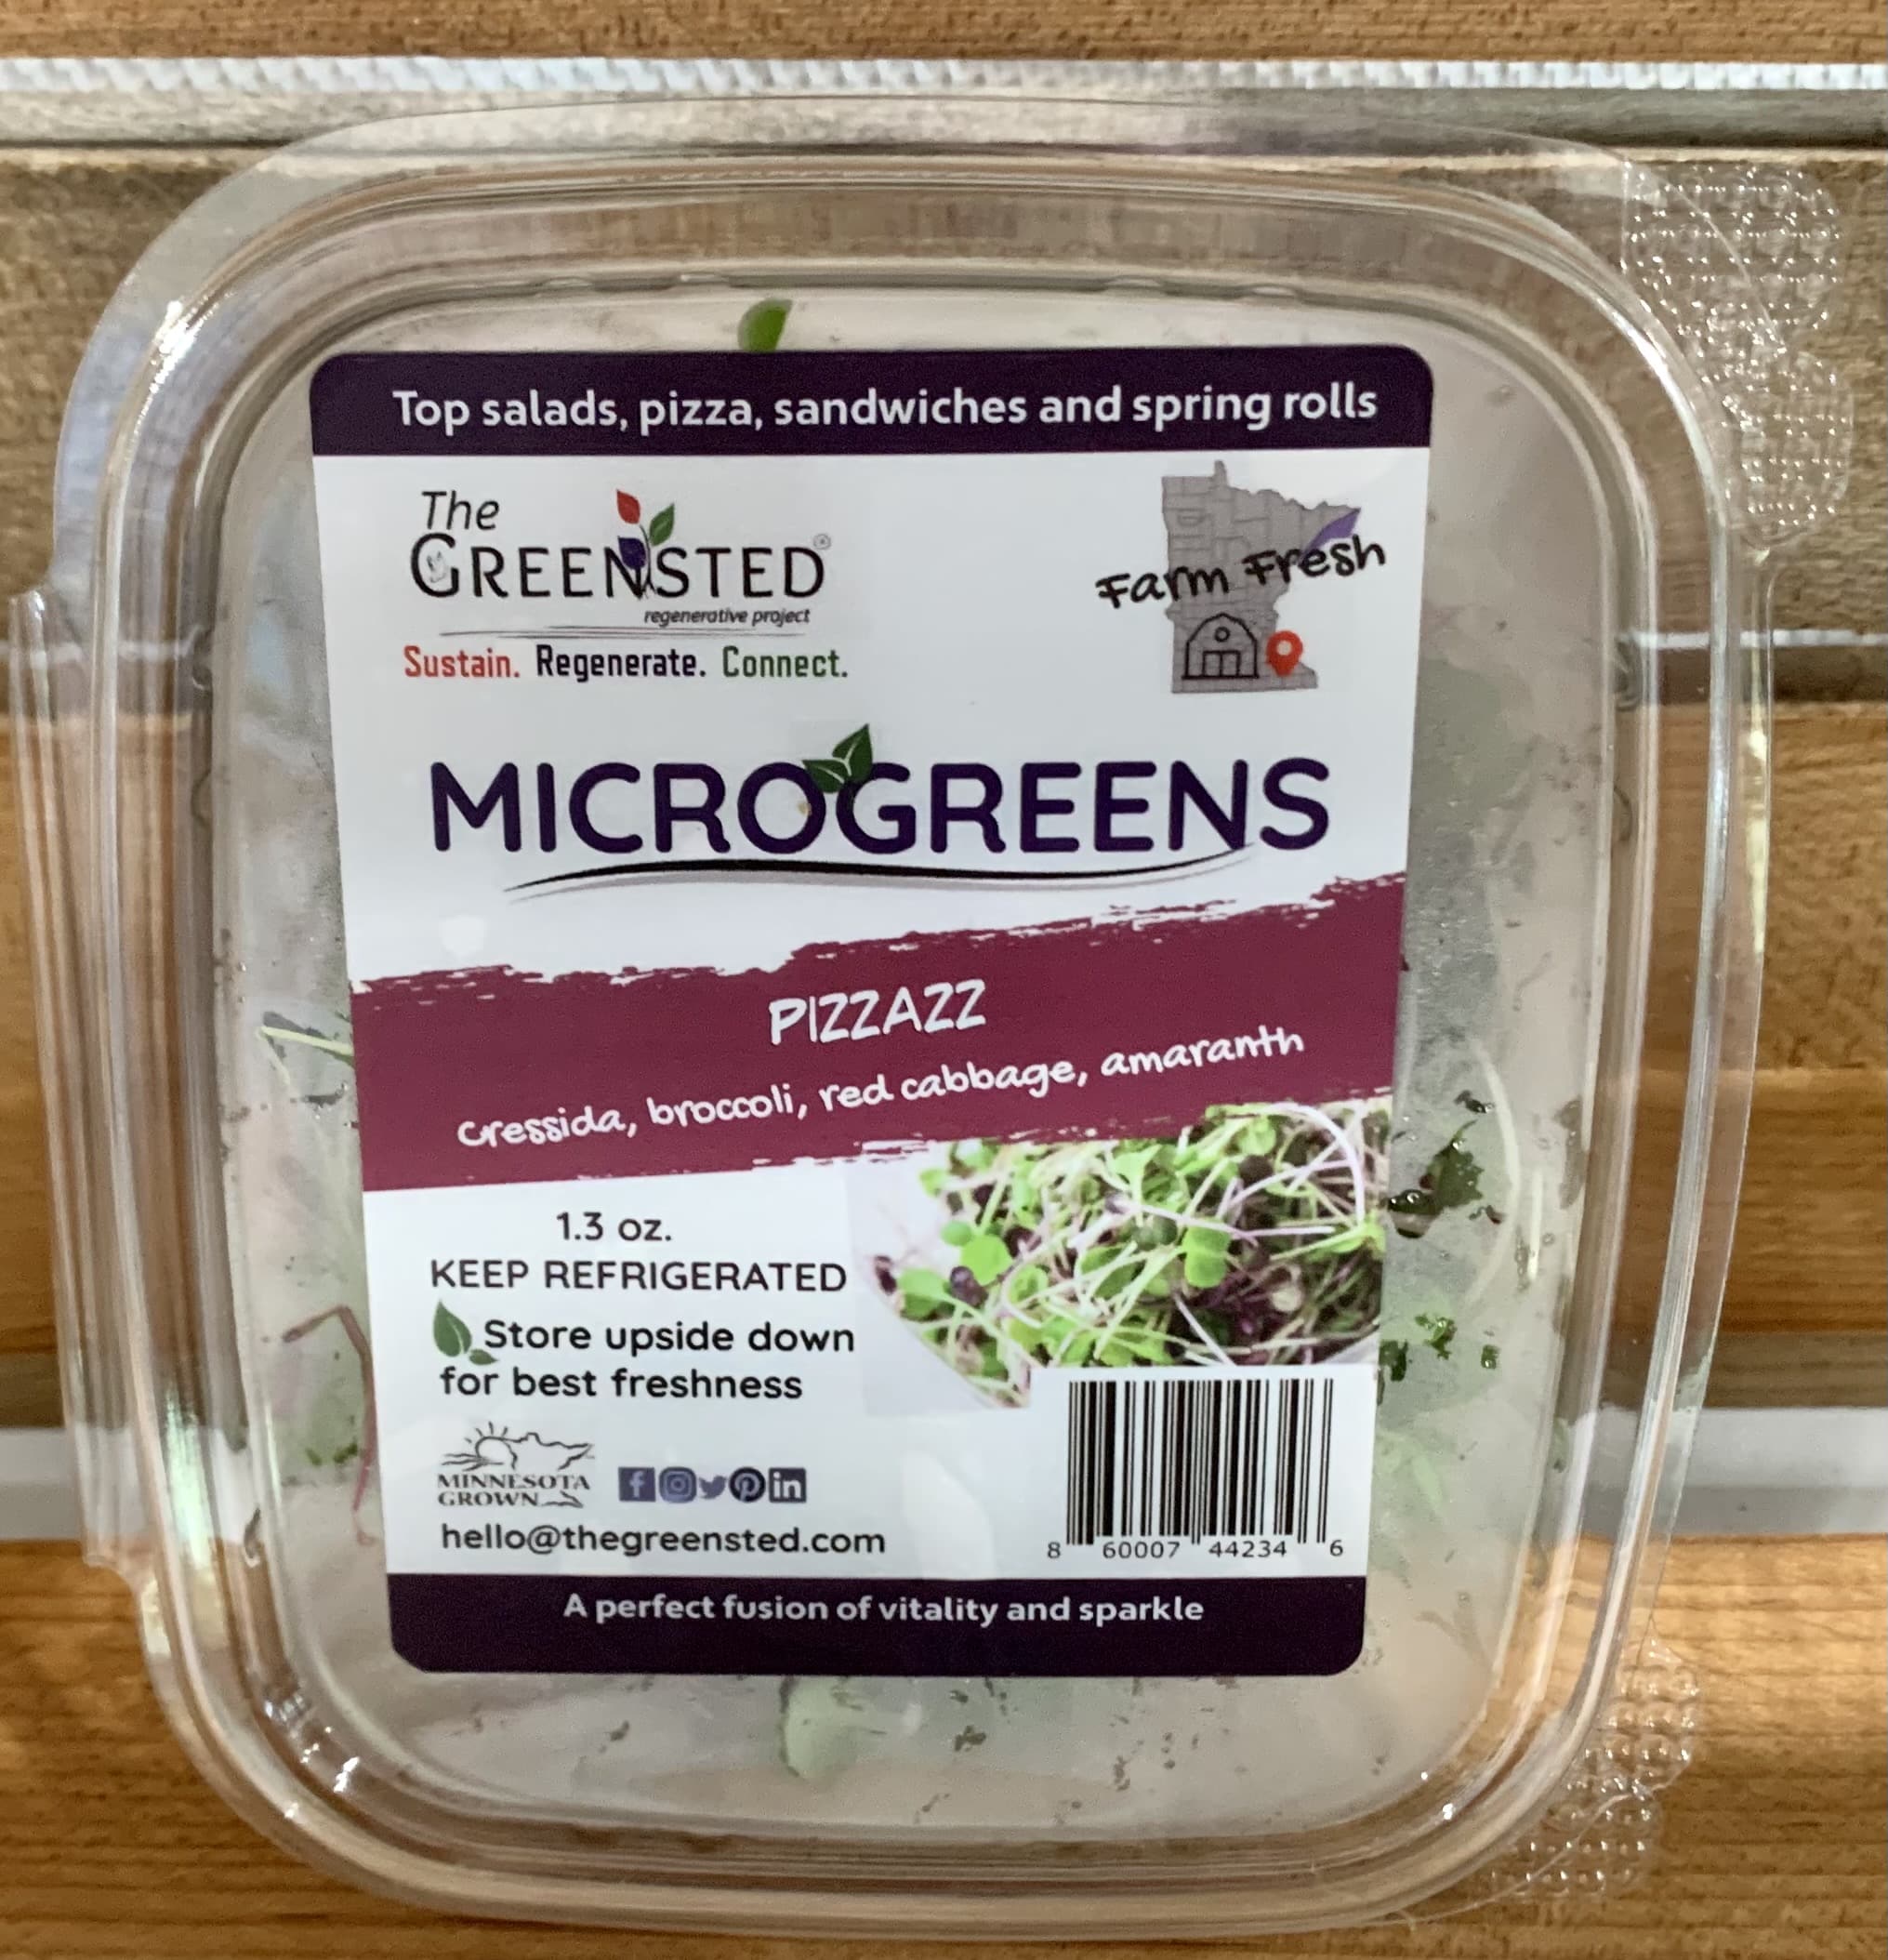 Top salads, pizza, sandwiches and spring rolls
The
GREENSTED®
regenerative project
Sustain. Regenerate. Connect.
Farm Fresh
MICROGREENS
PIZZAZZ
cressida, broccoli, red cabbage, amaranth
1.3 oz.
KEEP REFRIGERATED
Store upside down
for best freshness
MINNESOTA
GROWN
hello@thegreensted.com
8 60007 44234 6
A perfect fusion of vitality and sparkle